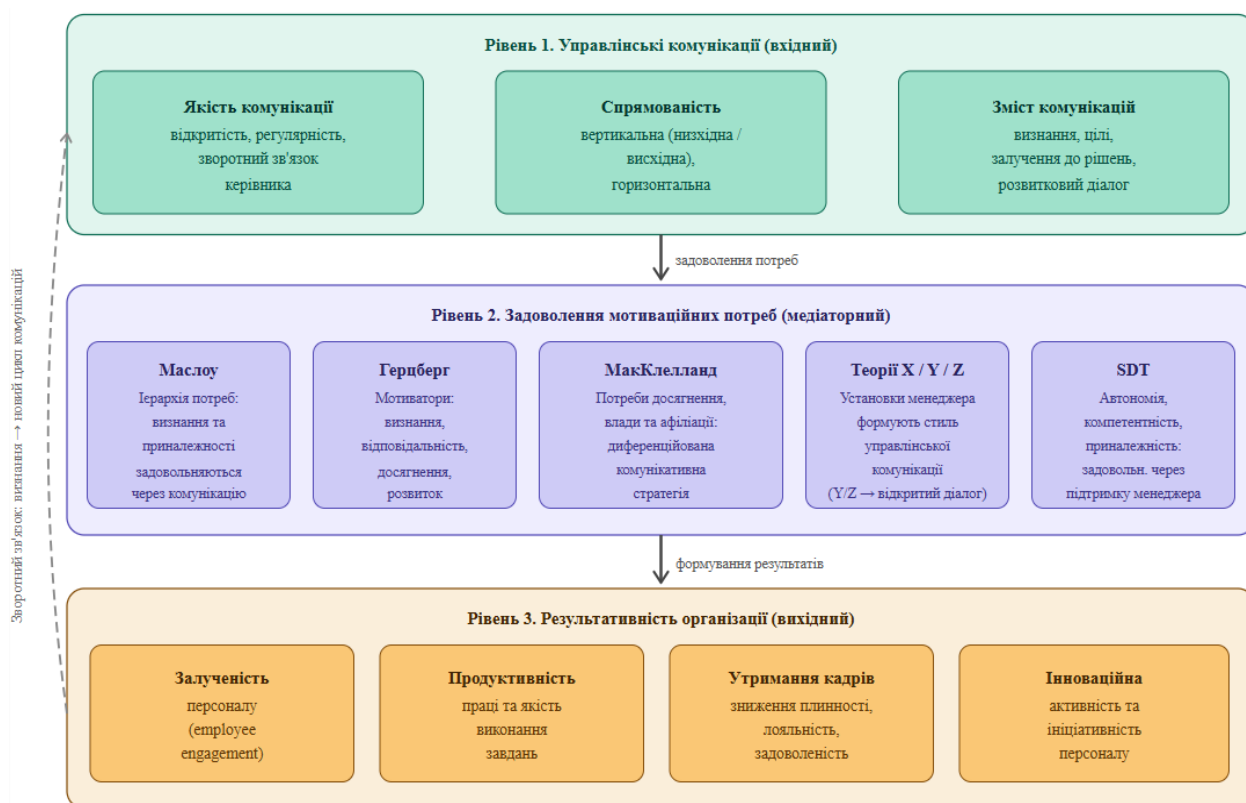 Рівень 1. Управлінські комунікації (вхідний)
Якість комунікації
відкритість, регулярність,
зворотний зв'язок
керівника
Спрямованість
вертикальна (низхідна /
висхідна),
горизонтальна
Зміст комунікацій
визнання, цілі,
залучення до рішень,
розвитковий діалог
задоволення потреб
Рівень 2. Задоволення мотиваційних потреб (медіаторний)
Маслоу
Ієрархія потреб:
визнання та
приналежності
задовольняються
через комунікацію
Герцберг
Мотиватори:
визнання,
відповідальність,
досягнення,
розвиток
МакКлелланд
Потреби досягнення,
влади та афіліації:
диференційована
комунікативна
стратегія
Теорії X / Y / Z
Установки менеджера
формують стиль
управлінської
комунікації
(Y/Z → відкритий діалог)
SDT
Автономія,
компетентність,
приналежність:
задовольн. через
підтримку менеджера
формування результатів
Рівень 3. Результативність організації (вихідний)
Залученість
персоналу
(employee
engagement)
Продуктивність
праці та якість
виконання
завдань
Утримання кадрів
зниження плинності,
лояльність,
задоволеність
Інноваційна
активність та
ініціативність
персоналу
Зворотний зв'язок: визнання → новий цикл комунікацій